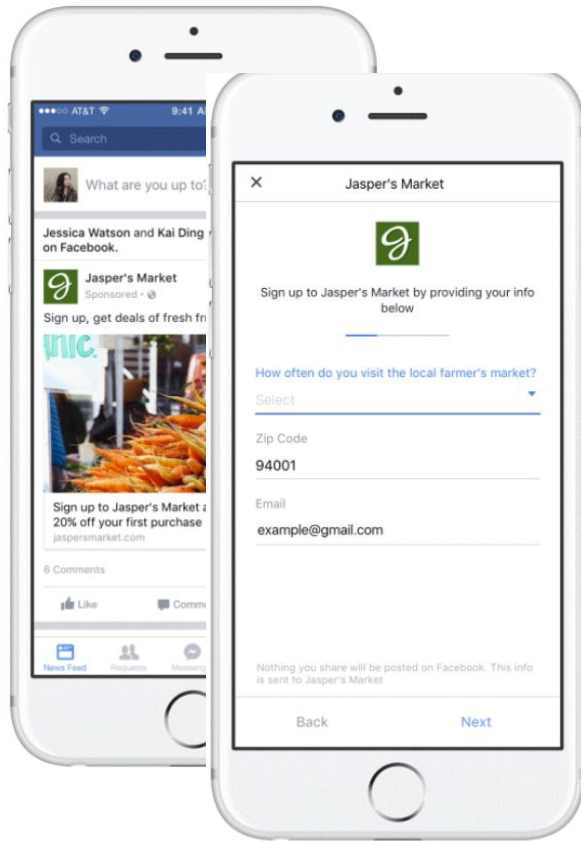 AT&T 9:41 A
Search
What are you up to?
Jessica Watson and Kai Ding
on Facebook.
Jasper's Market
Sponsored ·
Sign up, get deals of fresh
NIC.
Sign up to Jasper's Market
20% off your first purchase
jaspersmarket.com
6 Comments
Like Comm
News Feed Requests Messeng
Jasper's Market
Sign up to Jasper's Market by providing your info
below
How often do you visit the local farmer's market?
Select
Zip Code
94001
Email
example@gmail.com
Nothing you share will be posted on Facebook. This info
is sent to Jasper's Market
Back Next